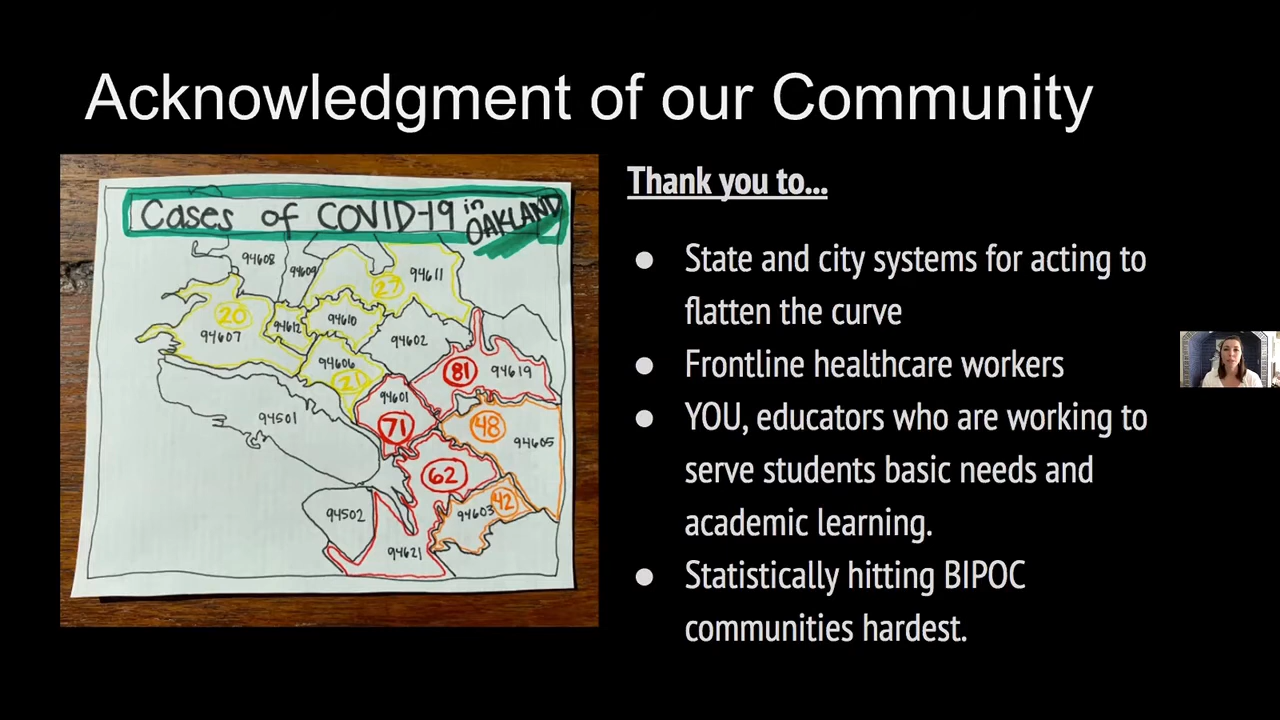 Acknowledgment of our Community
Cases of COVID-19 in OAKLAND
94608
94609
27
94611
20
94607
94612
94610
94602
94606
21
81
94619
94601
71
48
94605
94501
62
94502
94603
42
94621
Thank you to...
● State and city systems for acting to
flatten the curve
● Frontline healthcare workers
● YOU, educators who are working to
serve students basic needs and
academic learning.
● Statistically hitting BIPOC
communities hardest.